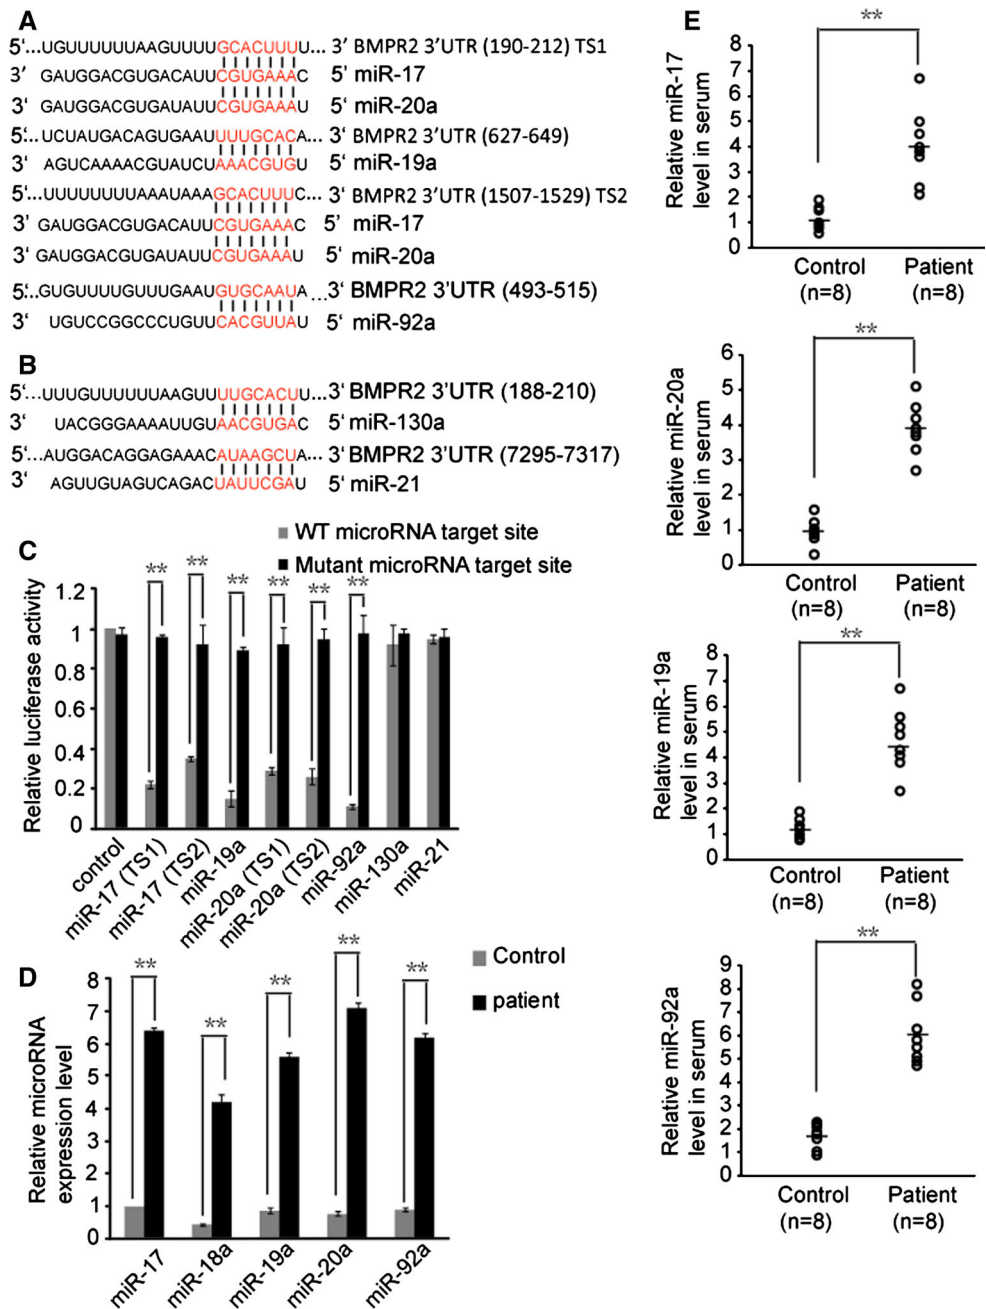 A
5‘...UGUUUUUUAAGUUUUGCACUUUU... 3’ BMPR2 3’UTR (190-212) TS1
3’ GAUGGACGUGACAUUCGUGAAAC 5’ miR-17
3‘ GAUGGACGUGAUAUUCGUGAAAU 5‘ miR-20a
5‘...UCUAUGACAGUGAAUUUUGCACA... 3‘ BMPR2 3’UTR (627-649)
3‘ AGUCAAAACGUAUCUAAACGUGU 5‘ miR-19a
5‘...UUUUUUUUAAAUAAAGCACUUUC... 3‘ BMPR2 3’UTR (1507-1529) TS2
3‘ GAUGGACGUGACAUUCGUGAAAC 5’ miR-17
3‘ GAUGGACGUGAUAUUCGUGAAAU 5‘ miR-20a
5‘...GUGUUUUGUUUGAAUGUGCAAUA...3‘ BMPR2 3‘UTR (493-515)
3‘ UGUCCGGCCCUGUUCACGUUAU 5‘ miR-92a
B
5‘...UUUGUUUUUUAAGUUUUGCACUU...3‘ BMPR2 3‘UTR (188-210)
3‘ UACGGGAAAAUUGUAACGUGAC 5‘ miR-130a
5‘...AUGGACAGGAGAAACAUAAGCUA... 3‘ BMPR2 3‘UTR (7295-7317)
3‘ AGUUGUAGUCAGACUAUUCGAU 5‘ miR-21
C
WT microRNA target site
Mutant microRNA target site
** ** ** ** ** **
Relative luciferase activity
1.2
1
0.8
0.6
0.4
0.2
0
control
miR-17 (TS1)
miR-17 (TS2)
miR-19a
miR-20a (TS1)
miR-20a (TS2)
miR-92a
miR-130a
miR-21
D
Control
patient
** ** ** ** **
Relative microRNA
expression level
8
7
6
5
4
3
2
1
0
miR-17
miR-18a
miR-19a
miR-20a
miR-92a
E
**
Relative miR-17
level in serum
8
7
6
5
4
3
2
1
0
Control
(n=8)
Patient
(n=8)
**
Relative miR-20a
level in serum
6
5
4
3
2
1
0
Control
(n=8)
Patient
(n=8)
**
Relative miR-19a
level in serum
8
7
6
5
4
3
2
1
0
Control
(n=8)
Patient
(n=8)
**
Relative miR-92a
level in serum
9
8
7
6
5
4
3
2
1
0
Control
(n=8)
Patient
(n=8)